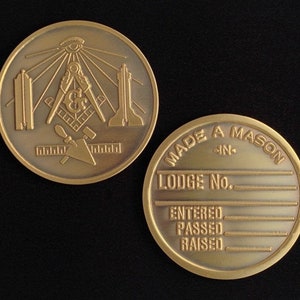 G
MADE A MASON
-IN-
LODGE No.
ENTERED
PASSED
RAISED